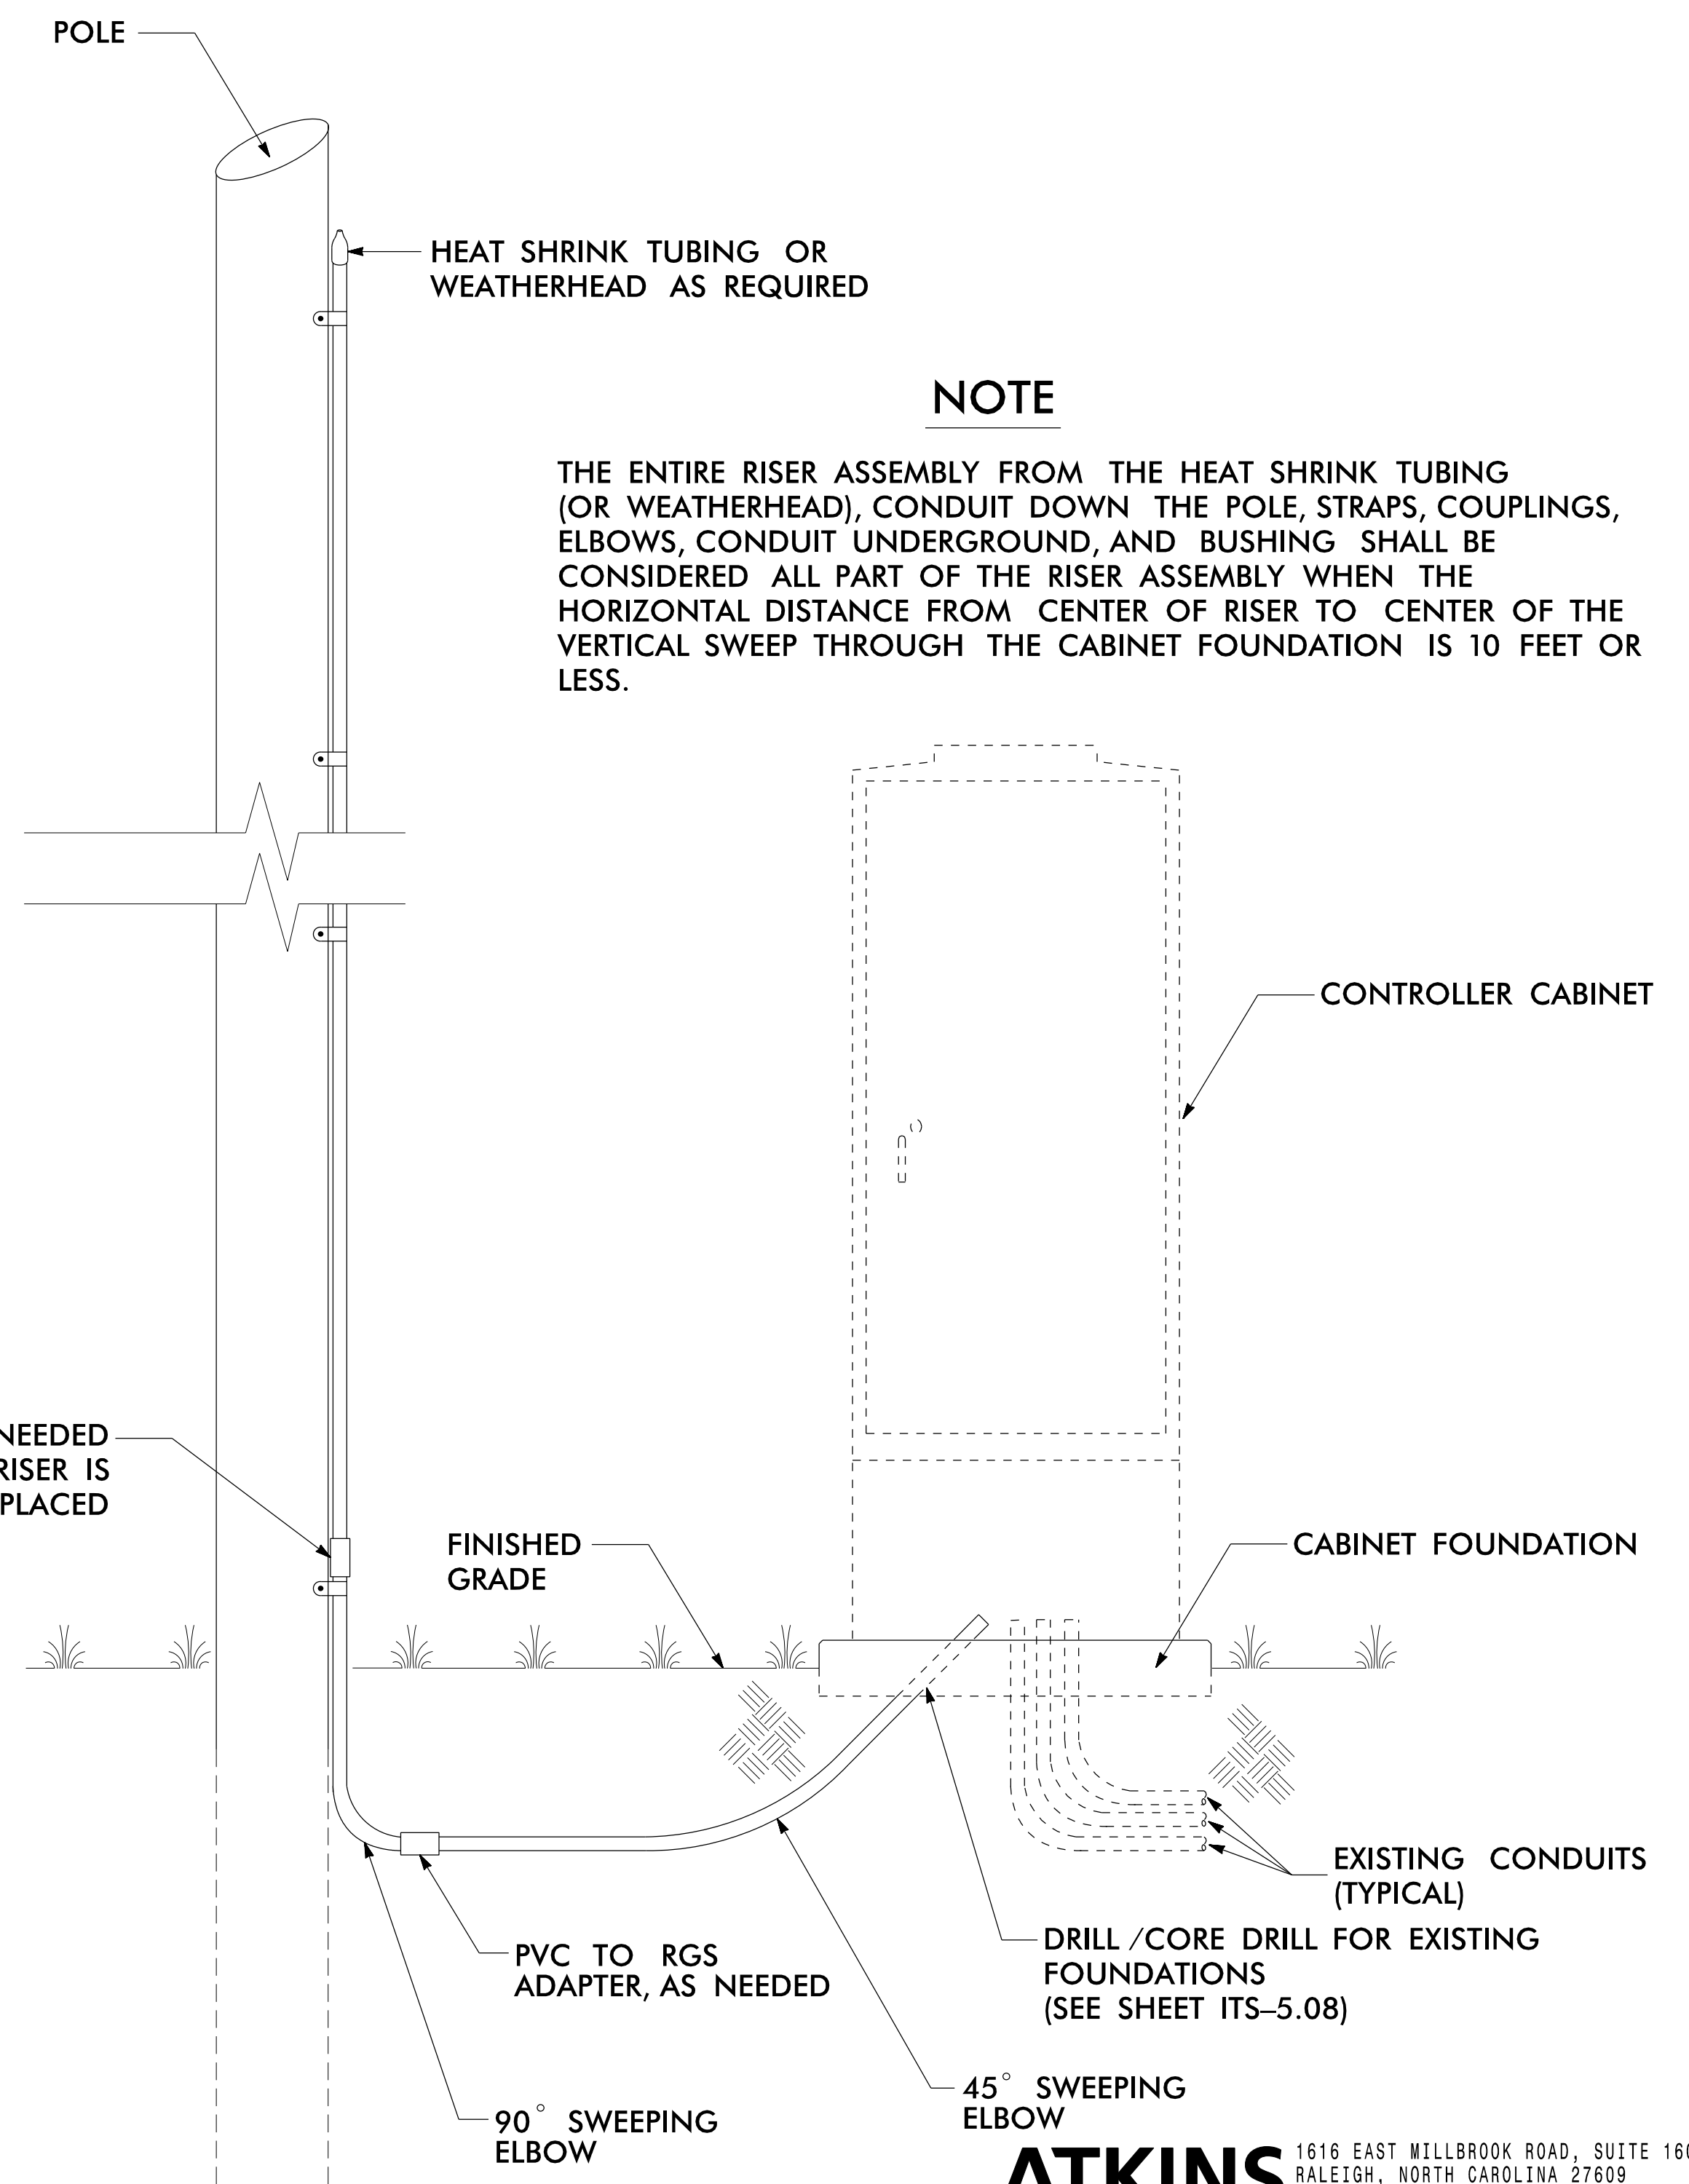 POLE
HEAT SHRINK TUBING OR
WEATHERHEAD AS REQUIRED
NOTE
THE ENTIRE RISER ASSEMBLY FROM THE HEAT SHRINK TUBING
(OR WEATHERHEAD), CONDUIT DOWN THE POLE, STRAPS, COUPLINGS,
ELBOWS, CONDUIT UNDERGROUND, AND BUSHING SHALL BE
CONSIDERED ALL PART OF THE RISER ASSEMBLY WHEN THE
HORIZONTAL DISTANCE FROM CENTER OF RISER TO CENTER OF THE
VERTICAL SWEEP THROUGH THE CABINET FOUNDATION IS 10 FEET OR
LESS.
CONTROLLER CABINET
NEEDED
RISER IS
PLACED
FINISHED
GRADE
CABINET FOUNDATION
EXISTING CONDUITS
(TYPICAL)
DRILL/CORE DRILL FOR EXISTING
FOUNDATIONS
(SEE SHEET ITS-5.08)
PVC TO RGS
ADAPTER, AS NEEDED
45° SWEEPING
ELBOW
90° SWEEPING
ELBOW
ATKINS
1616 EAST MILLBROOK ROAD, SUITE
RALEIGH, NORTH CAROLINA 27609